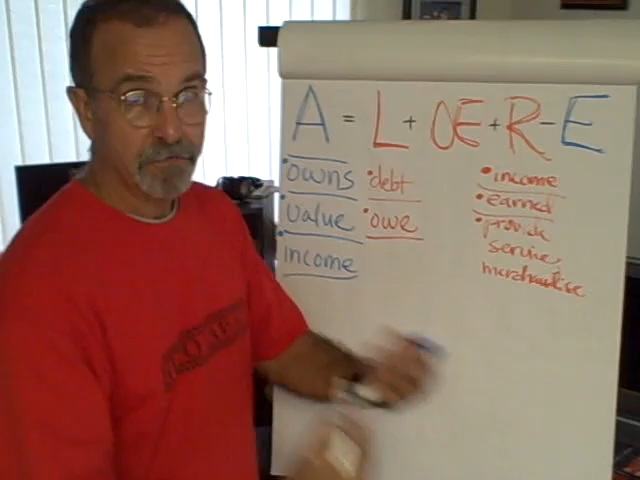 A = L + OE + R - E
• owns
• value
• income
• debt
• owe
• income
• earned
• provide
service,
merchandise